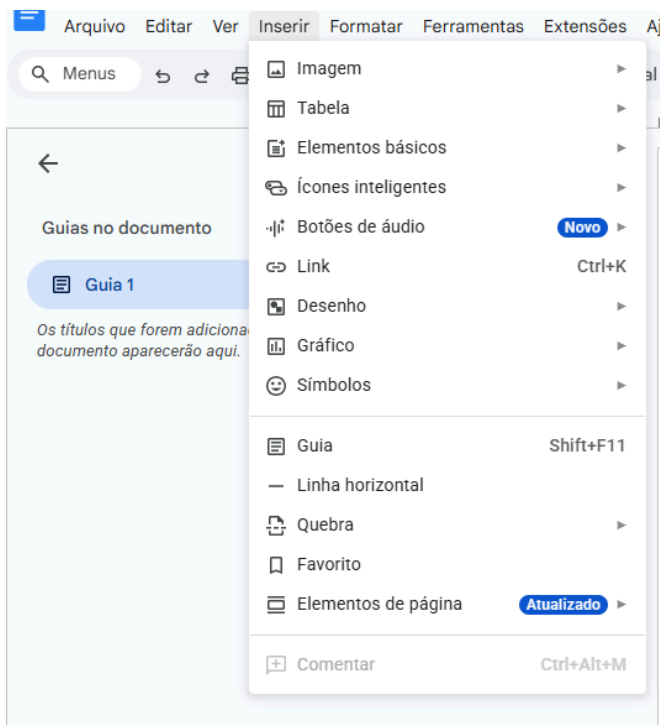 Arquivo Editar Ver Inserir Formatar Ferramentas Extensões
Menus
Imagem
Tabela
Elementos básicos
Ícones inteligentes
Botões de áudio Novo
Link Ctrl+K
Desenho
Gráfico
Símbolos
Guia Shift+F11
Linha horizontal
Quebra
Favorito
Elementos de página Atualizado
Comentar Ctrl+Alt+M
Guias no documento
Guia 1
Os títulos que forem
documento aparecerão aqui.